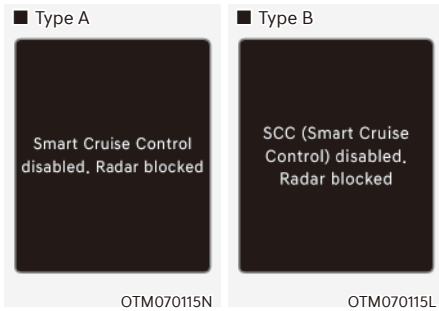 ■ Type A
Smart Cruise Control
disabled. Radar blocked
OTM070115N
■ Type B
SCC (Smart Cruise
Control) disabled.
Radar blocked
OTM070115L